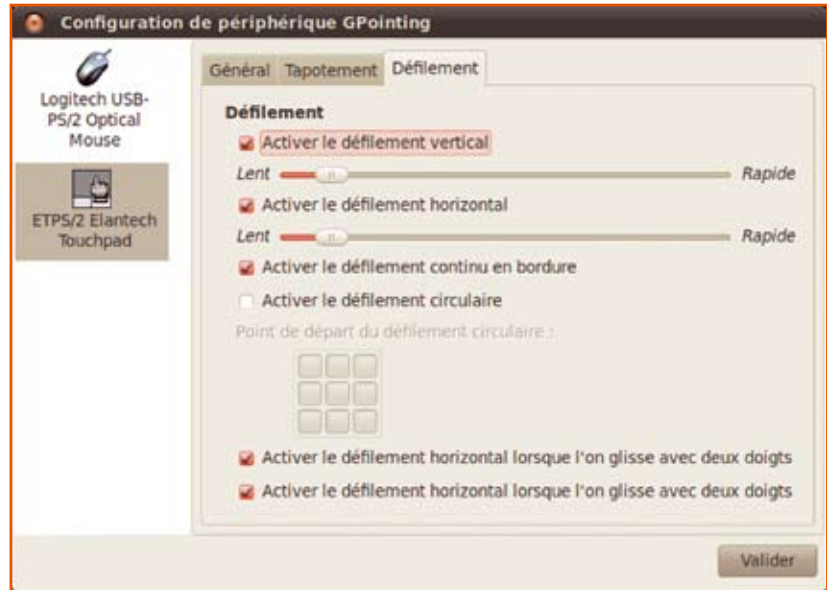 Configuration de périphérique GPointing
Logitech USB-
PS/2 Optical
Mouse
ETPS/2 Elantech
Touchpad
Général Tapotement Défilement
Défilement
Activer le défilement vertical
Lent Rapide
Activer le défilement horizontal
Lent Rapide
Activer le défilement continu en bordure
Activer le défilement circulaire
Point de départ du défilement circulaire :
Activer le défilement horizontal lorsque l'on glisse avec deux doigts
Activer le défilement horizontal lorsque l'on glisse avec deux doigts
Valider